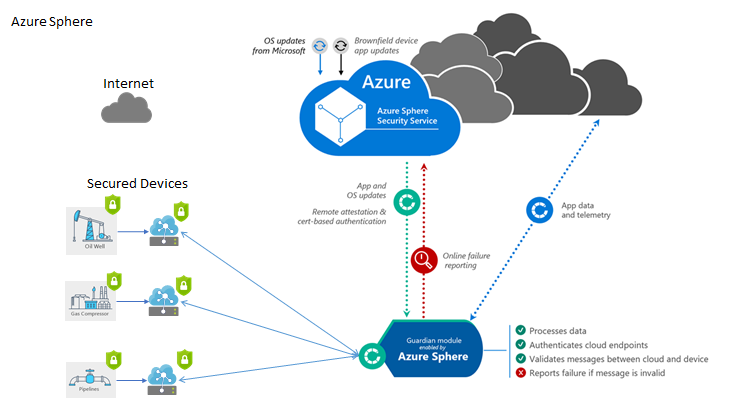 Azure Sphere
OS updates
from Microsoft
Brownfield device
app updates
Internet
Azure
Azure Sphere
Security Service
Secured Devices
App and
OS updates
Remote attestation &
cert-based authentication
App data
and telemetry
Oil Well
Online failure
reporting
Gas Compressor
Guardian module
enabled by
Azure Sphere
Processes data
Authenticates cloud endpoints
Validates messages between cloud and device
Reports failure if message is invalid
Pipelines